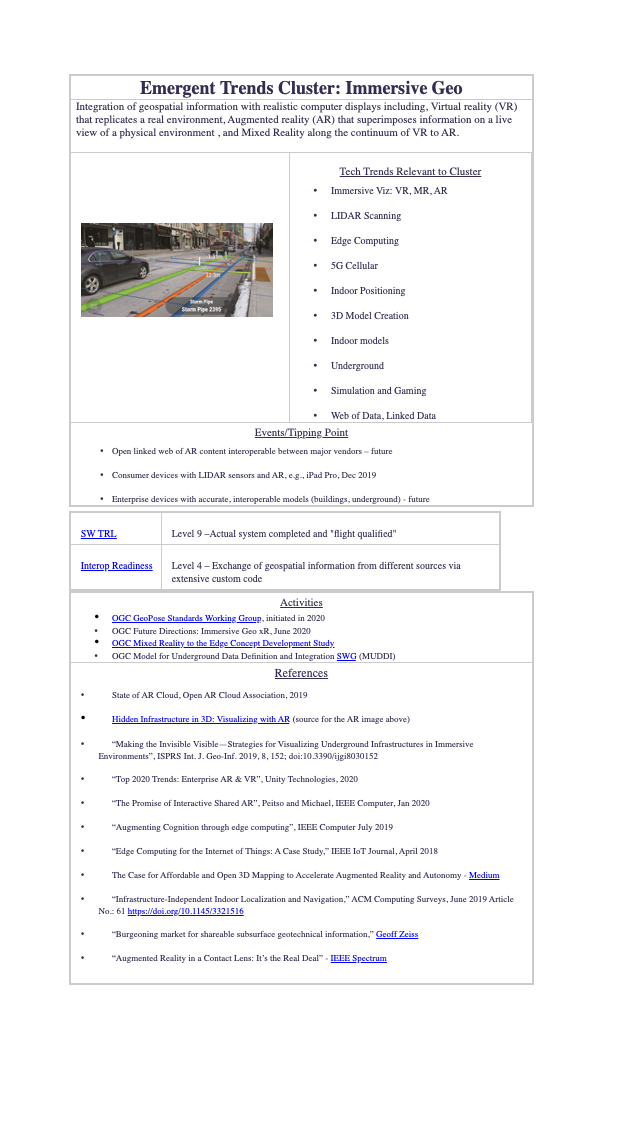 Emergent Trends Cluster: Immersive Geo
Integration of geospatial information with realistic computer displays including, Virtual reality (VR)
that replicates a real environment, Augmented reality (AR) that superimposes information on a live
view of a physical environment , and Mixed Reality along the continuum of VR to AR.
Storm Pipe
Storm Pipe 2395
Tech Trends Relevant to Cluster
• Immersive Viz: VR, MR, AR
• LIDAR Scanning
• Edge Computing
• 5G Cellular
• Indoor Positioning
• 3D Model Creation
• Indoor models
• Underground
• Simulation and Gaming
• Web of Data, Linked Data
Events/Tipping Point
• Open linked web of AR content interoperable between major vendors – future
• Consumer devices with LIDAR sensors and AR, e.g., iPad Pro, Dec 2019
• Enterprise devices with accurate, interoperable models (buildings, underground) - future
SW TRL Level 9 –Actual system completed and "flight qualified"
Interop Readiness Level 4 – Exchange of geospatial information from different sources via
extensive custom code
Activities
• OGC GeoPose Standards Working Group, initiated in 2020
• OGC Future Directions: Immersive Geo xR, June 2020
• OGC Mixed Reality to the Edge Concept Development Study
• OGC Model for Underground Data Definition and Integration SWG (MUDDI)
References
• State of AR Cloud, Open AR Cloud Association, 2019
• Hidden Infrastructure in 3D: Visualizing with AR (source for the AR image above)
• “Making the Invisible Visible—Strategies for Visualizing Underground Infrastructures in Immersive
Environments”, ISPRS Int. J. Geo-Inf. 2019, 8, 152; doi:10.3390/ijgi8030152
• “Top 2020 Trends: Enterprise AR & VR”, Unity Technologies, 2020
• “The Promise of Interactive Shared AR”, Peitso and Michael, IEEE Computer, Jan 2020
• “Augmenting Cognition through edge computing”, IEEE Computer July 2019
• “Edge Computing for the Internet of Things: A Case Study,” IEEE IoT Journal, April 2018
• The Case for Affordable and Open 3D Mapping to Accelerate Augmented Reality and Autonomy - Medium
• “Infrastructure-Independent Indoor Localization and Navigation,” ACM Computing Surveys, June 2019 Article
No.: 61 https://doi.org/10.1145/3321516
• “Burgeoning market for shareable subsurface geotechnical information,” Geoff Zeiss
• “Augmented Reality in a Contact Lens: It’s the Real Deal” - IEEE Spectrum